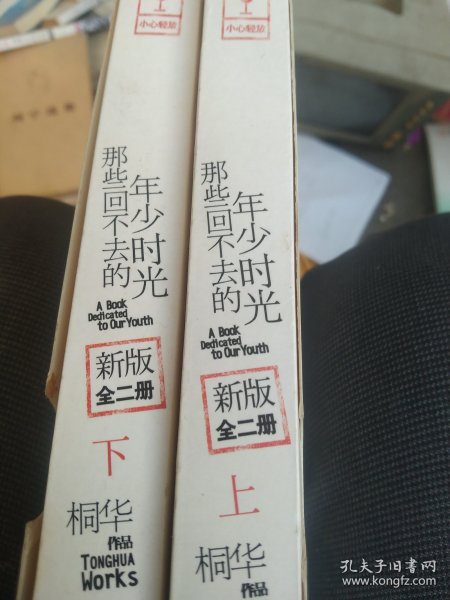 小心轻放
那些回不去的
年少时光
A Book
Dedicated
to Our Youth
新版
全二册
下
桐华
作品
TONGHUA
Works
小心轻放
那些回不去的
年少时光
A Book
Dedicated
to Our Youth
新版
全二册
上
桐华
作品
孔夫子旧书网
www.kongfz.com